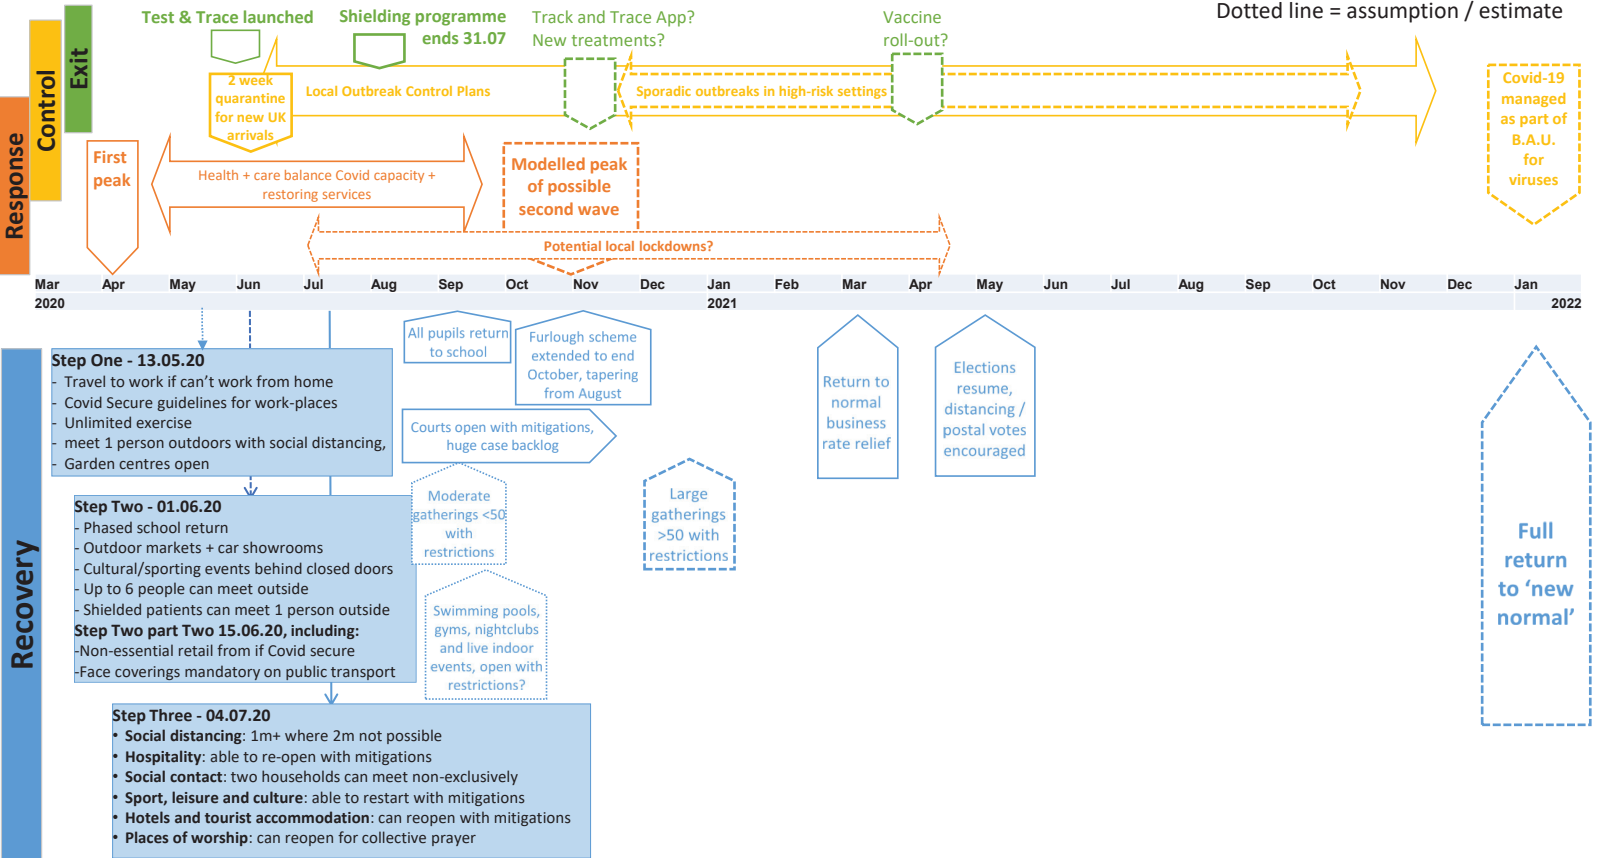 Dotted line = assumption / estimate
Response
Control
Exit
Test & Trace launched
Shielding programme
ends 31.07
Track and Trace App?
New treatments?
Vaccine
roll-out?
2 week
quarantine
for new UK
arrivals
Local Outbreak Control Plans
Sporadic outbreaks in high-risk settings
Covid-19
managed
as part of
B.A.U.
for
viruses
First
peak
Health + care balance Covid capacity +
restoring services
Modelled peak
of possible
second wave
Potential local lockdowns?
Mar Apr May Jun Jul Aug Sep Oct Nov Dec Jan Feb Mar Apr May Jun Jul Aug Sep Oct Nov Dec Jan
2020 2021 2022
Recovery
Step One - 13.05.20
- Travel to work if can’t work from home
- Covid Secure guidelines for work-places
- Unlimited exercise
- meet 1 person outdoors with social distancing,
- Garden centres open
Step Two - 01.06.20
- Phased school return
- Outdoor markets + car showrooms
- Cultural/sporting events behind closed doors
- Up to 6 people can meet outside
- Shielded patients can meet 1 person outside
Step Two part Two 15.06.20, including:
-Non-essential retail from if Covid secure
-Face coverings mandatory on public transport
Step Three - 04.07.20
• Social distancing: 1m+ where 2m not possible
• Hospitality: able to re-open with mitigations
• Social contact: two households can meet non-exclusively
• Sport, leisure and culture: able to restart with mitigations
• Hotels and tourist accommodation: can reopen with mitigations
• Places of worship: can reopen for collective prayer
All pupils return
to school
Furlough scheme
extended to end
October, tapering
from August
Courts open with mitigations,
huge case backlog
Moderate
gatherings <50
with
restrictions
Swimming pools,
gyms, nightclubs
and live indoor
events, open with
restrictions?
Large
gatherings
>50 with
restrictions
Return to
normal
business
rate relief
Elections
resume,
distancing /
postal votes
encouraged
Full
return
to ‘new
normal’